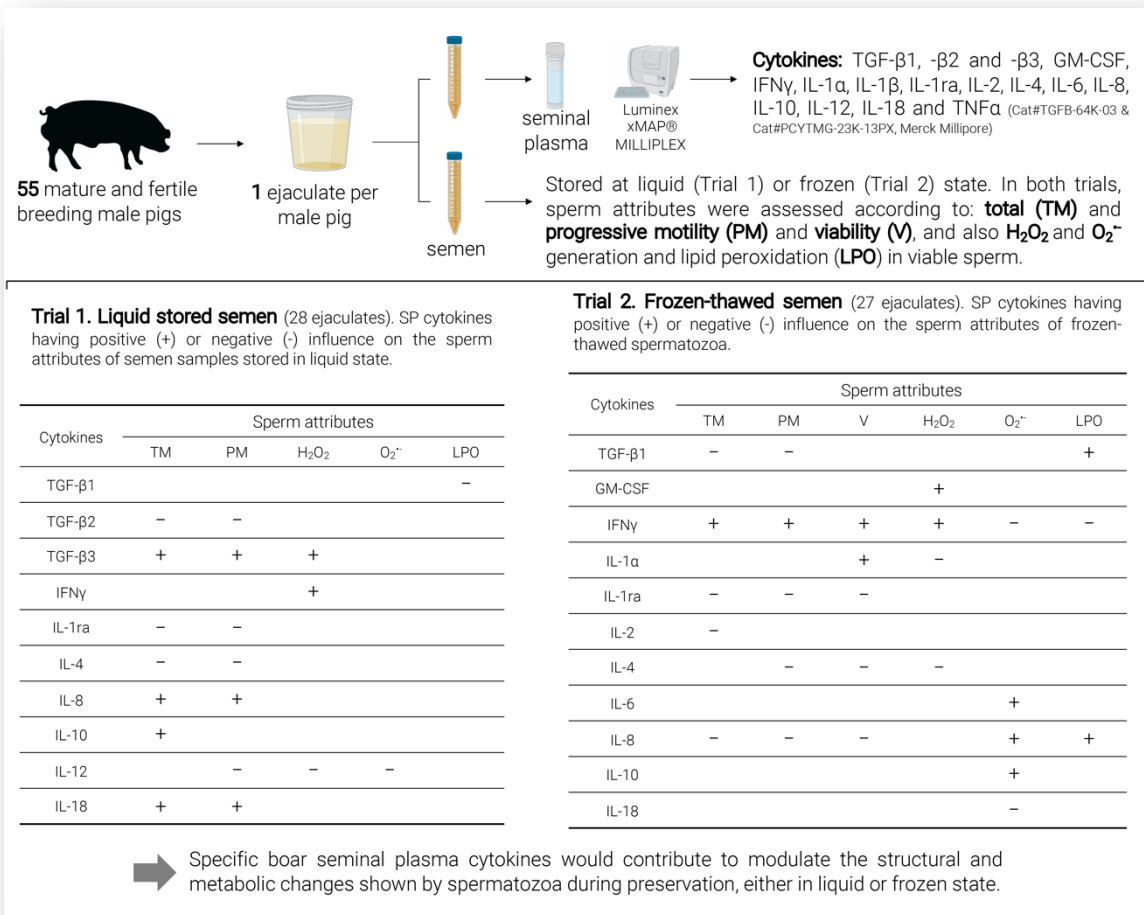 55 mature and fertile
breeding male pigs
1 ejaculate per
male pig
seminal
plasma
semen
Luminex
xMAP®
MILLIPLEX
Cytokines: TGF-β1, -β2 and -β3, GM-CSF,
IFNγ, IL-1α, IL-1β, IL-1ra, IL-2, IL-4, IL-6, IL-8,
IL-10, IL-12, IL-18 and TNFα (Cat#TGFB-64K-03 &
Cat#PCYTMG-23K-13PX, Merck Millipore)
Stored at liquid (Trial 1) or frozen (Trial 2) state. In both trials,
sperm attributes were assessed according to: total (TM) and
progressive motility (PM) and viability (V), and also H₂O₂ and O₂•⁻
generation and lipid peroxidation (LPO) in viable sperm.
Trial 1. Liquid stored semen (28 ejaculates). SP cytokines
having positive (+) or negative (-) influence on the sperm
attributes of semen samples stored in liquid state.
Sperm attributes
Cytokines
TM PM H₂O₂ O₂•⁻ LPO
TGF-β1 –
TGF-β2 – –
TGF-β3 + + +
IFNγ +
IL-1ra – –
IL-4 – –
IL-8 + +
IL-10 +
IL-12 – – –
IL-18 + +
Trial 2. Frozen-thawed semen (27 ejaculates). SP cytokines having
positive (+) or negative (-) influence on the sperm attributes of frozen-
thawed spermatozoa.
Sperm attributes
Cytokines
TM PM V H₂O₂ O₂•⁻ LPO
TGF-β1 – – +
GM-CSF +
IFNγ + + + + – –
IL-1α + –
IL-1ra – – –
IL-2 –
IL-4 – – –
IL-6 +
IL-8 – – – + +
IL-10 +
IL-18 –
Specific boar seminal plasma cytokines would contribute to modulate the structural and
metabolic changes shown by spermatozoa during preservation, either in liquid or frozen state.